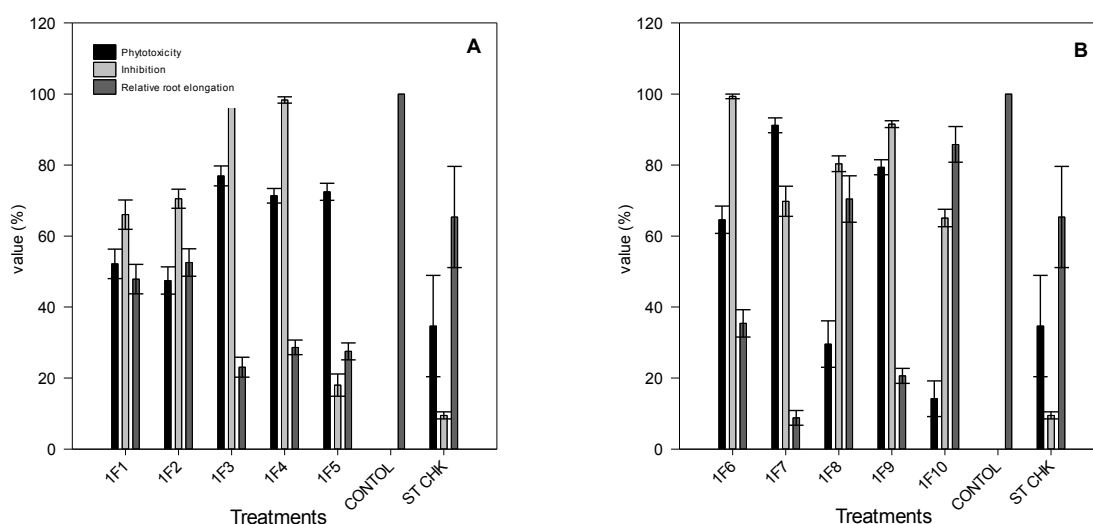 120
100
80
60
40
20
0
value (%)
A
Phytotoxicity
Inhibition
Relative root elongation
1F1
1F2
1F3
1F4
1F5
CONTOL
ST CHK
Treatments
120
100
80
60
40
20
0
value (%)
B
1F6
1F7
1F8
1F9
1F10
CONTOL
ST CHK
Treatments